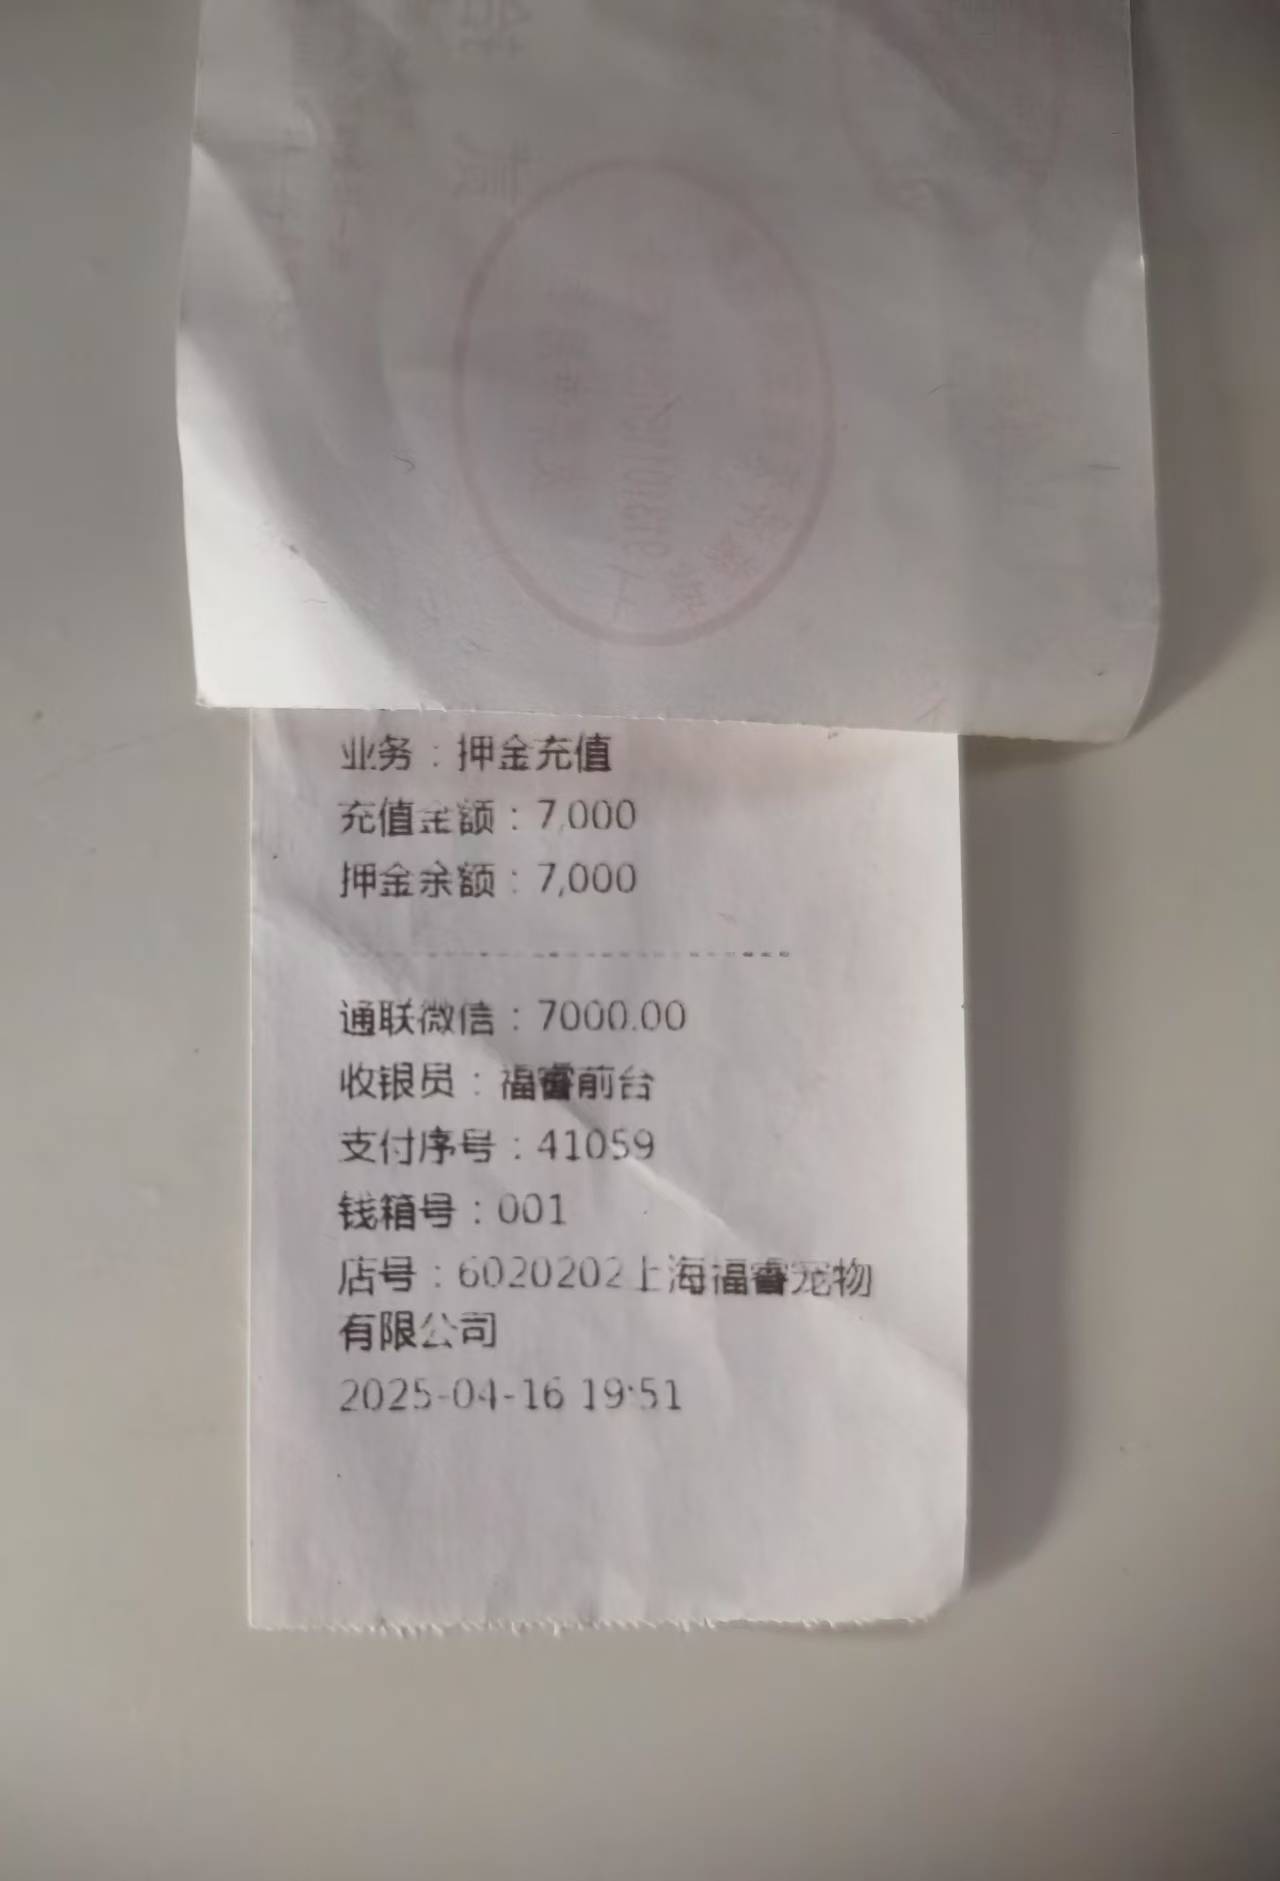 业务：押金充值
充值金额：7,000
押金余额：7,000
通联微信：7000.00
收银员：福睿前台
支付序号：41059
钱箱号：001
店号：6020202上海福睿宠物
有限公司
2025-04-16 19:51